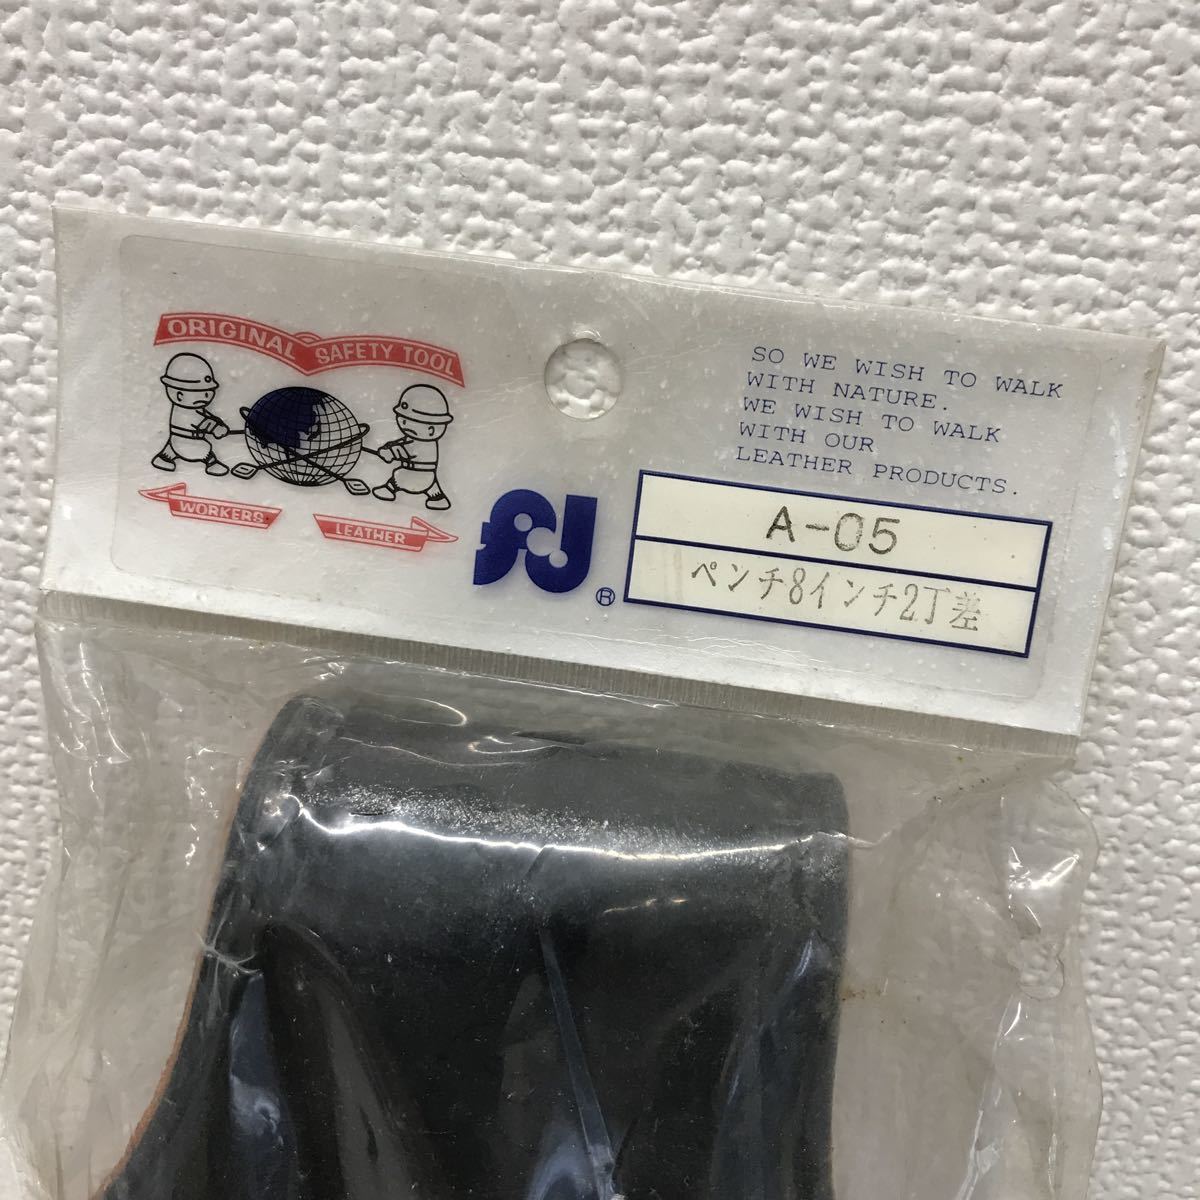 ORIGINAL SAFETY TOOL
WORKERS
LEATHER
®
SO WE WISH TO WALK
WITH NATURE.
WE WISH TO WALK
WITH OUR
LEATHER PRODUCTS.
A-05
ペンチ8インチ2丁差